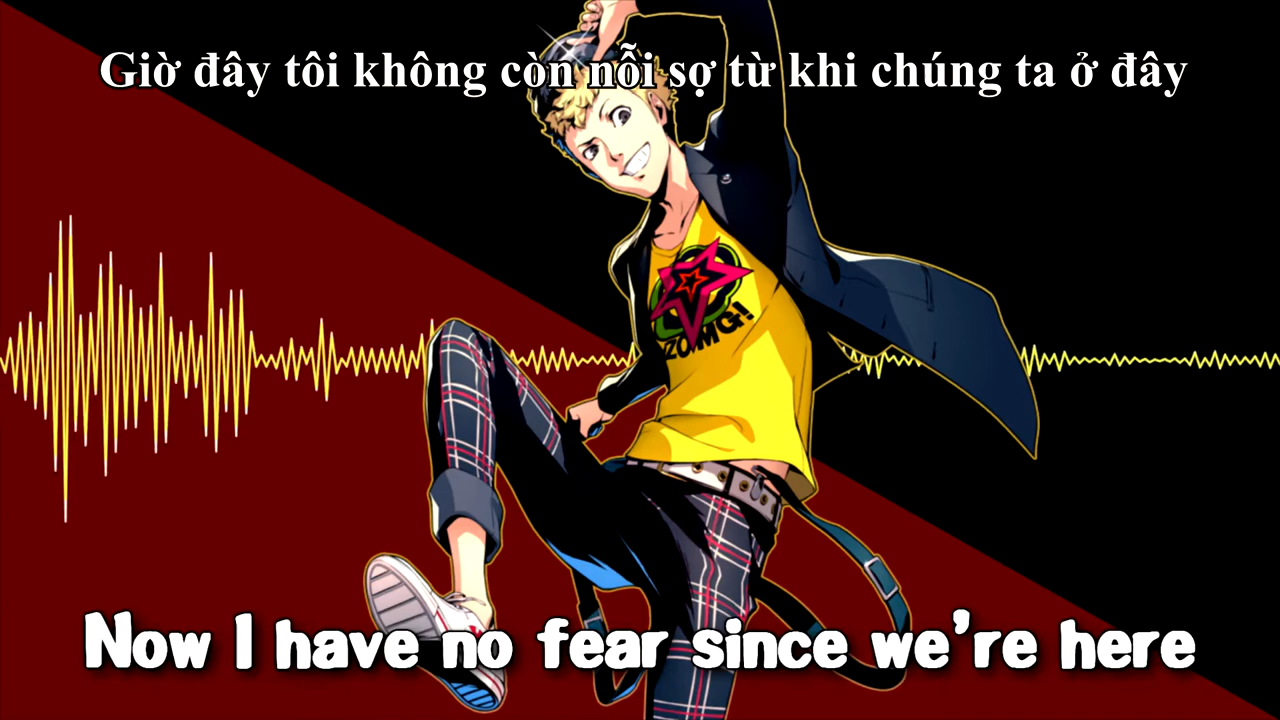 Giờ đây tôi không còn nỗi sợ từ khi chúng ta ở đây
ZOMG!
Now I have no fear since we're here